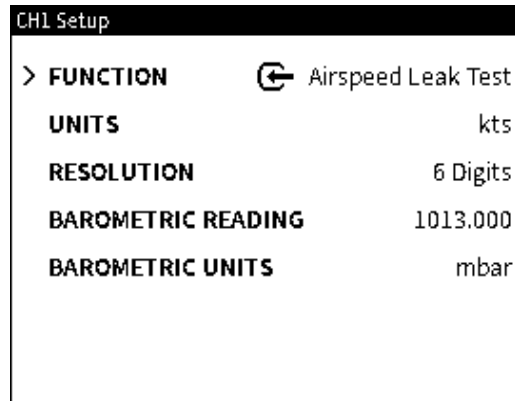 CH1 Setup
> FUNCTION Airspeed Leak Test
UNITS kts
RESOLUTION 6 Digits
BAROMETRIC READING 1013.000
BAROMETRIC UNITS mbar